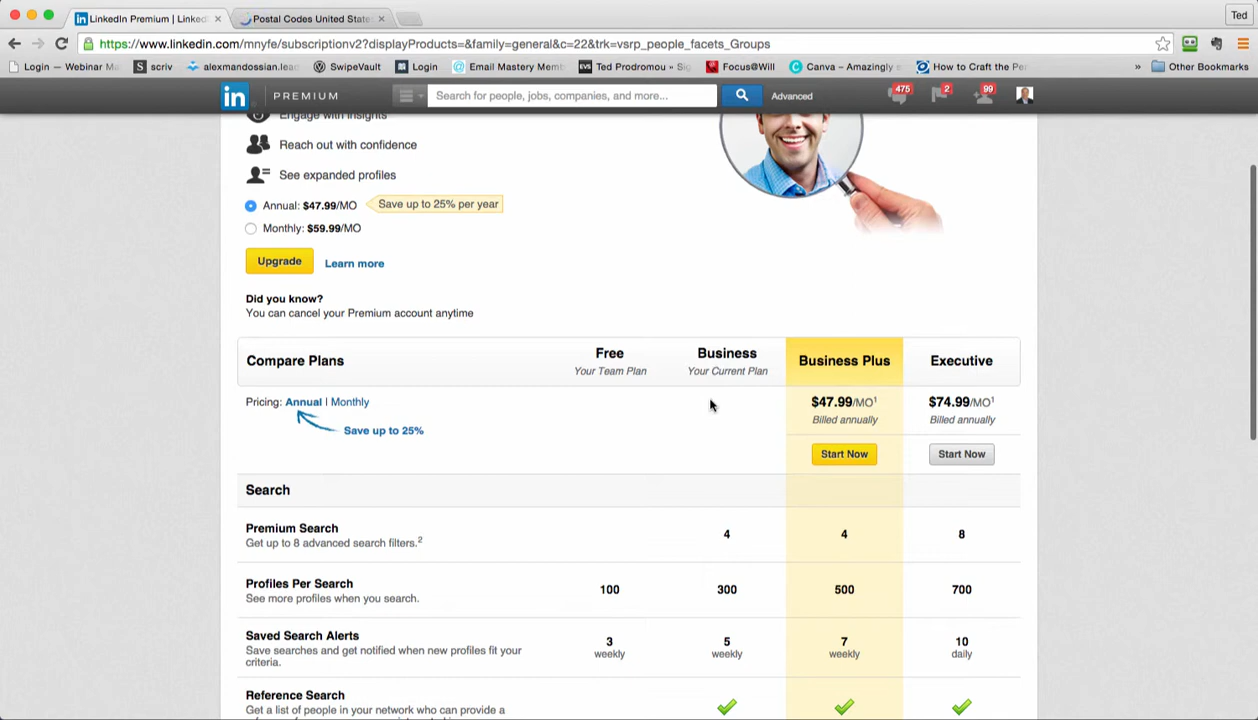 LinkedIn Premium | Linked
Postal Codes United State
Ted
https://www.linkedin.com/mnyfe/subscriptionv2?displayProducts=&family=general&c=22&trk=vsrp_people_facets_Groups
Login — Webinar M
scriv
alexmandossian.lea
SwipeVault
Login
Email Mastery Mem
Ted Prodromou » Si
Focus@Will
Canva – Amazingly
How to Craft the Pe
»
Other Bookmarks
in
PREMIUM
Search for people, jobs, companies, and more...
Advanced
475
2
99
Engage with insights
Reach out with confidence
See expanded profiles
Annual: $47.99/MO
Save up to 25% per year
Monthly: $59.99/MO
Upgrade
Learn more
Did you know?
You can cancel your Premium account anytime
Compare Plans
Free
Your Team Plan
Business
Your Current Plan
Business Plus
Executive
Pricing: Annual | Monthly
Save up to 25%
$47.99/MO¹
Billed annually
$74.99/MO¹
Billed annually
Start Now
Start Now
Search
Premium Search
Get up to 8 advanced search filters.²
4
4
8
Profiles Per Search
See more profiles when you search.
100
300
500
700
Saved Search Alerts
Save searches and get notified when new profiles fit your
criteria.
3
weekly
5
weekly
7
weekly
10
daily
Reference Search
Get a list of people in your network who can provide a